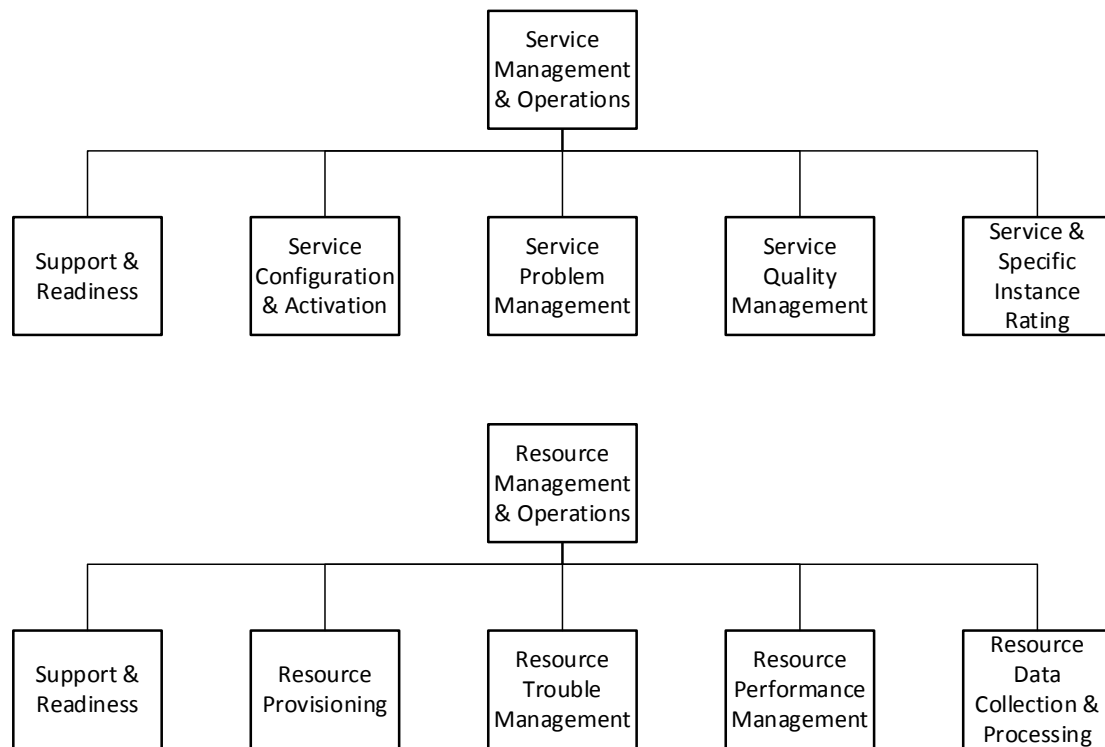 Service
Management
& Operations
Support &
Readiness
Service
Configuration
& Activation
Service
Problem
Management
Service
Quality
Management
Service &
Specific
Instance
Rating
Resource
Management
& Operations
Support &
Readiness
Resource
Provisioning
Resource
Trouble
Management
Resource
Performance
Management
Resource
Data
Collection &
Processing